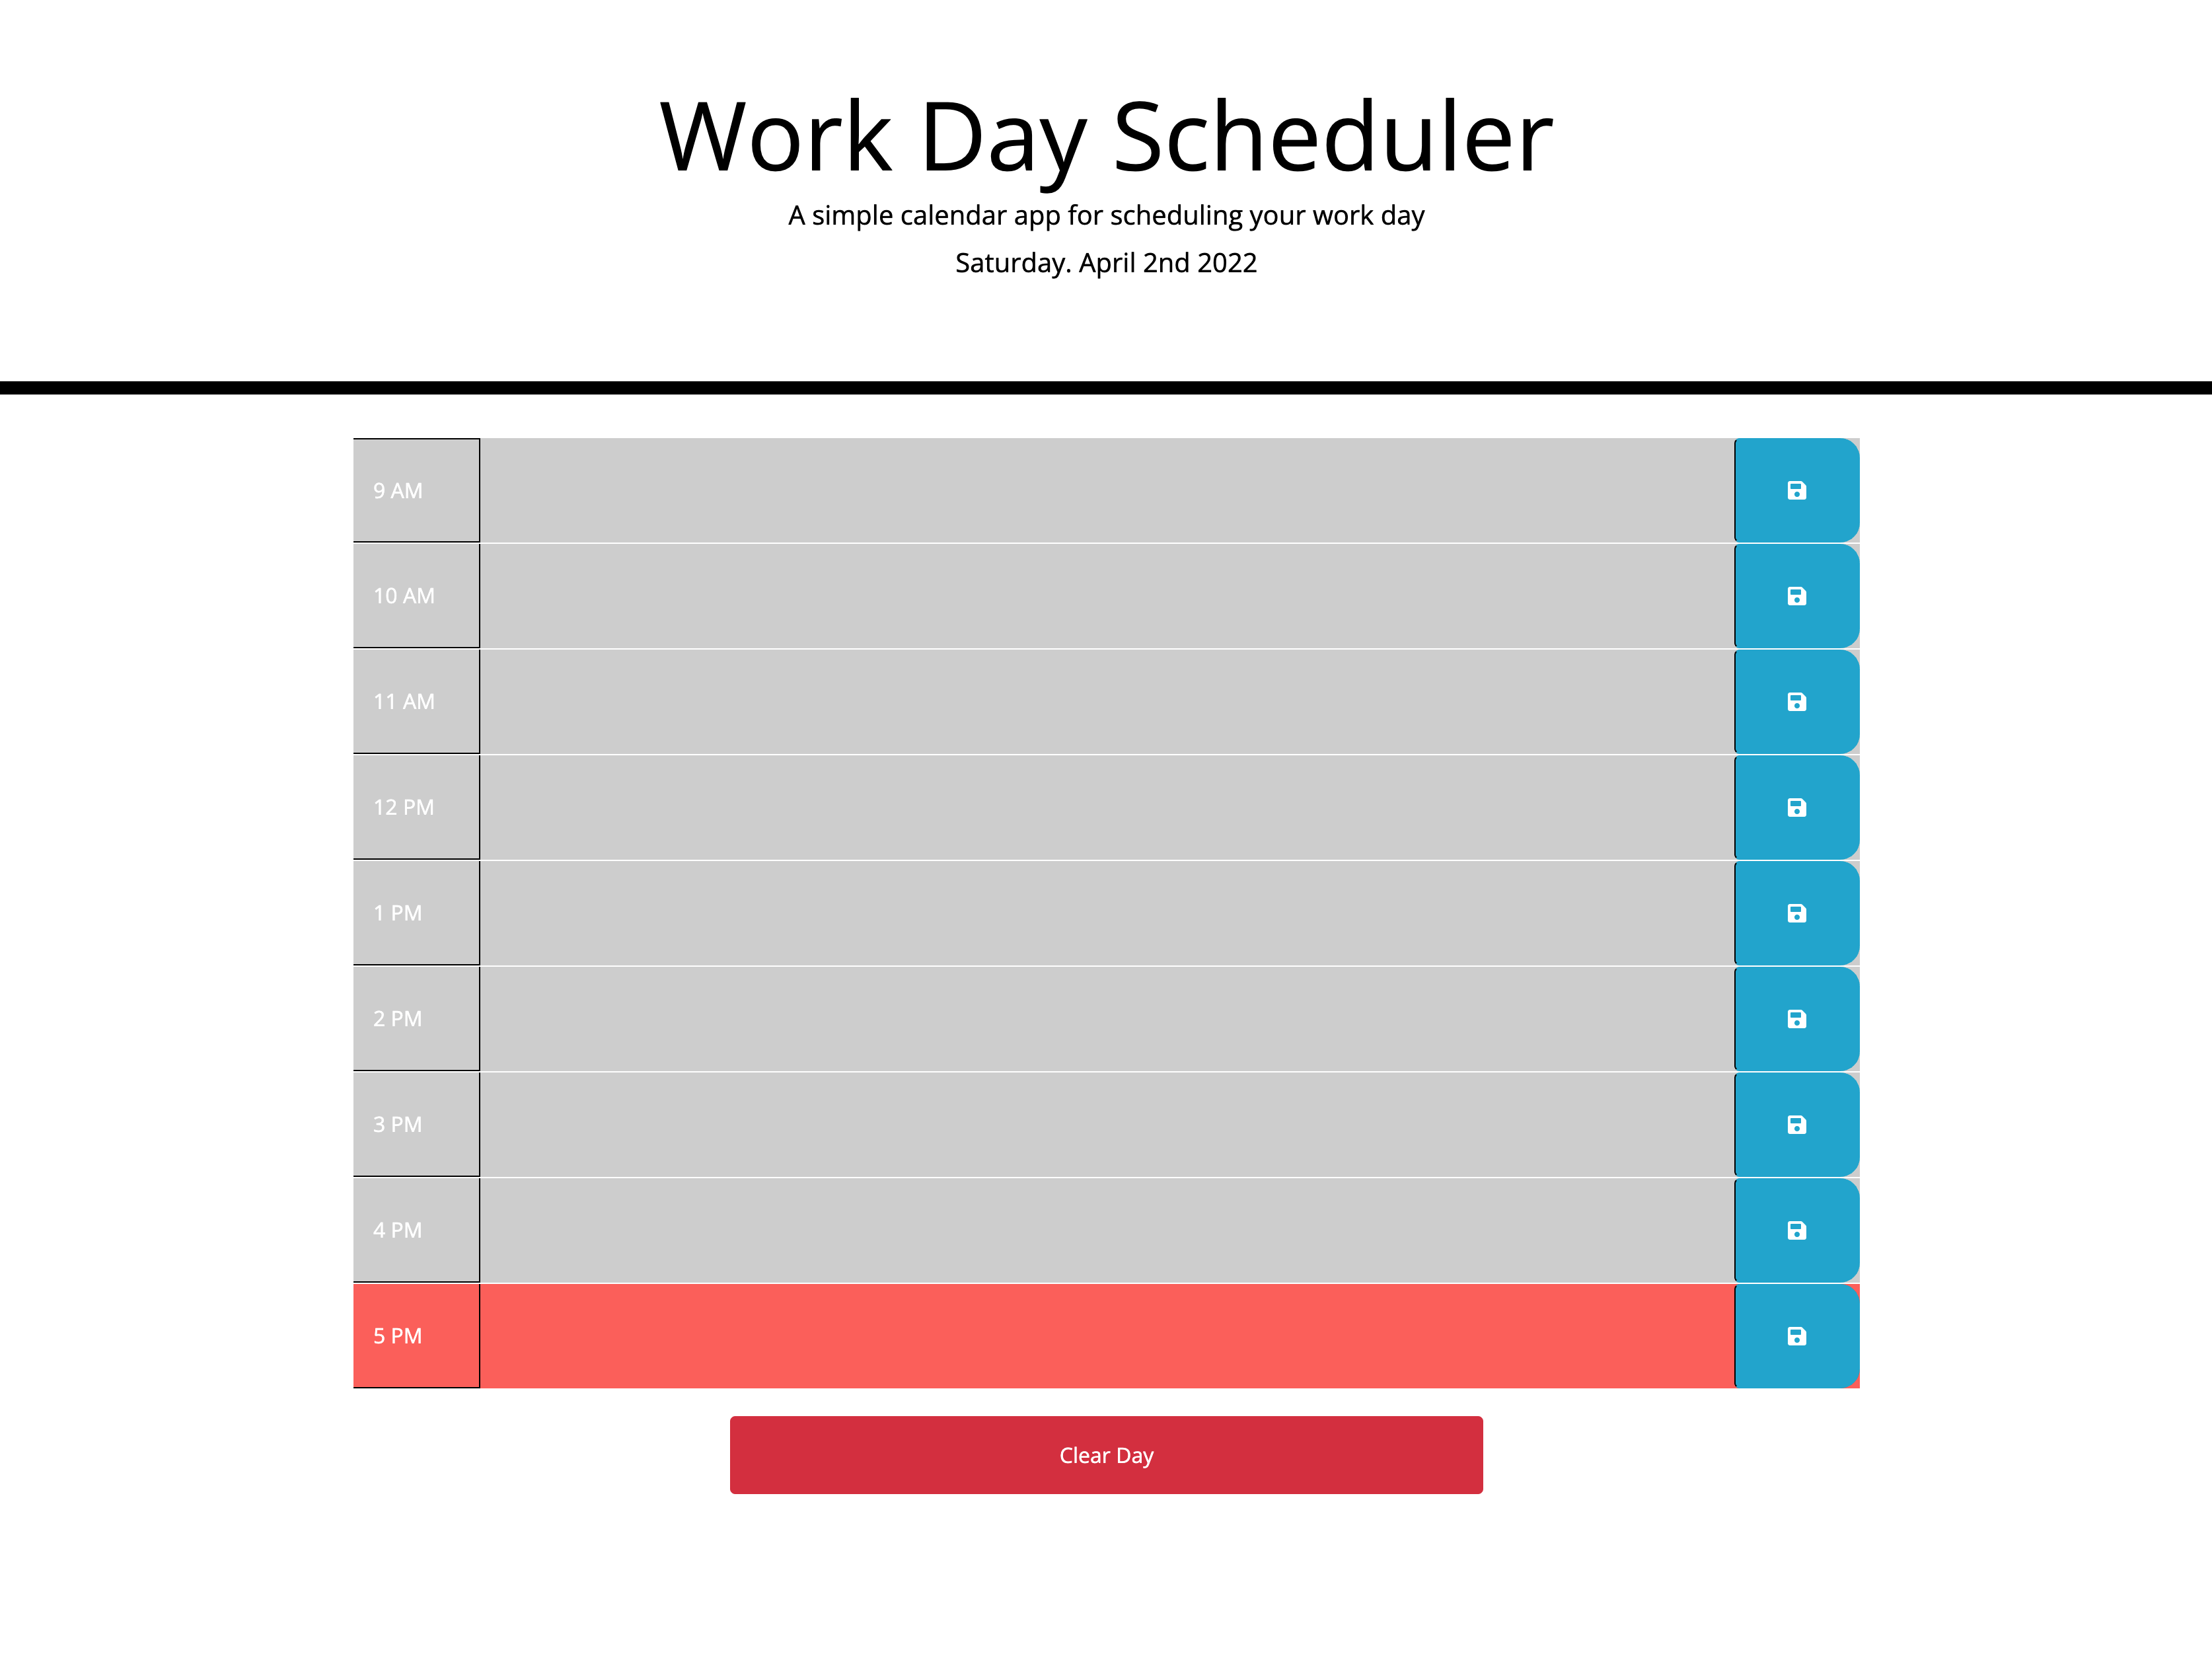 Work Day Scheduler
A simple calendar app for scheduling your work day
Saturday. April 2nd 2022
9 AM
10 AM
11 AM
12 PM
1 PM
2 PM
3 PM
4 PM
5 PM
Clear Day